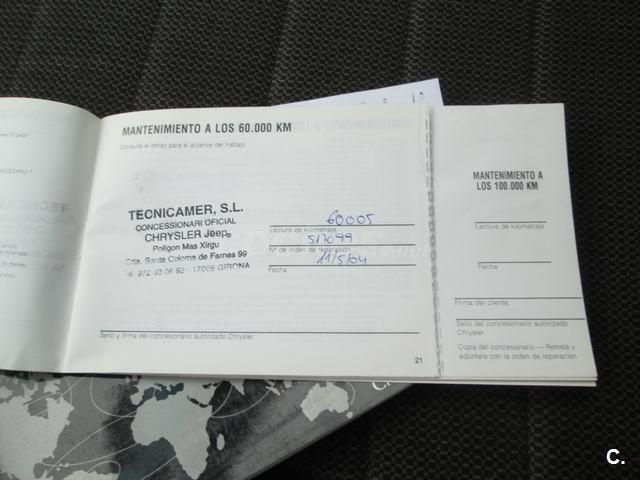 MANTENIMIENTO A LOS 60.000 KM
Consulte el dorso para el alcance del trabajo
TECNICAMER, S.L.
CONCESSIONARI OFICIAL
CHRYSLER Jeep®
Polígon Mas Xirgu
Crta. Santa Coloma de Farnes 99
972 40 06 62 - 17005 GIRONA
60005
Lectura de kilometraje
517099
Nº de orden de reparación
11/5/04
Fecha
Sello y firma del concesionario autorizado Chrysler
21
MANTENIMIENTO A
LOS 100.000 KM
Lectura de kilometraje
Fecha
Firma del cliente
Sello del concesionario autorizado
Chrysler
Copia del concesionario — Retírela y
adjúntela con la orden de reparación.
C.